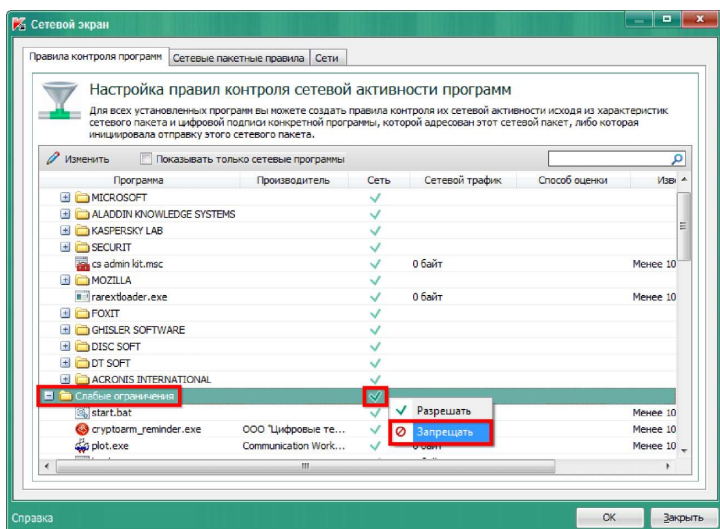 Сетевой экран
Правила контроля программ Сетевые пакетные правила Сети
Настройка правил контроля сетевой активности программ
Для всех установленных программ вы можете создать правила контроля их сетевой активности исходя из характеристик
сетевого пакета и цифровой подписи конкретной программы, которой адресован этот сетевой пакет, либо которая
инициировала отправку этого сетевого пакета.
Изменить Показывать только сетевые программы
Программа Производитель Сеть Сетевой трафик Способ оценки Изве
MICROSOFT
ALADDIN KNOWLEDGE SYSTEMS
KASPERSKY LAB
SECURIT
cs admin kit.msc 0 байт Менее 10
MOZILLA
rarextloader.exe 0 байт Менее 10
FOXIT
GHISLER SOFTWARE
DISC SOFT
DT SOFT
ACRONIS INTERNATIONAL
Слабые ограничения
start.bat Разрешать Менее 10
cryptoarm_reminder.exe ООО "Цифровые те... Запрещать Менее 10
plot.exe Communication Work... 0 байт Менее 10
Справка OK Закрыть